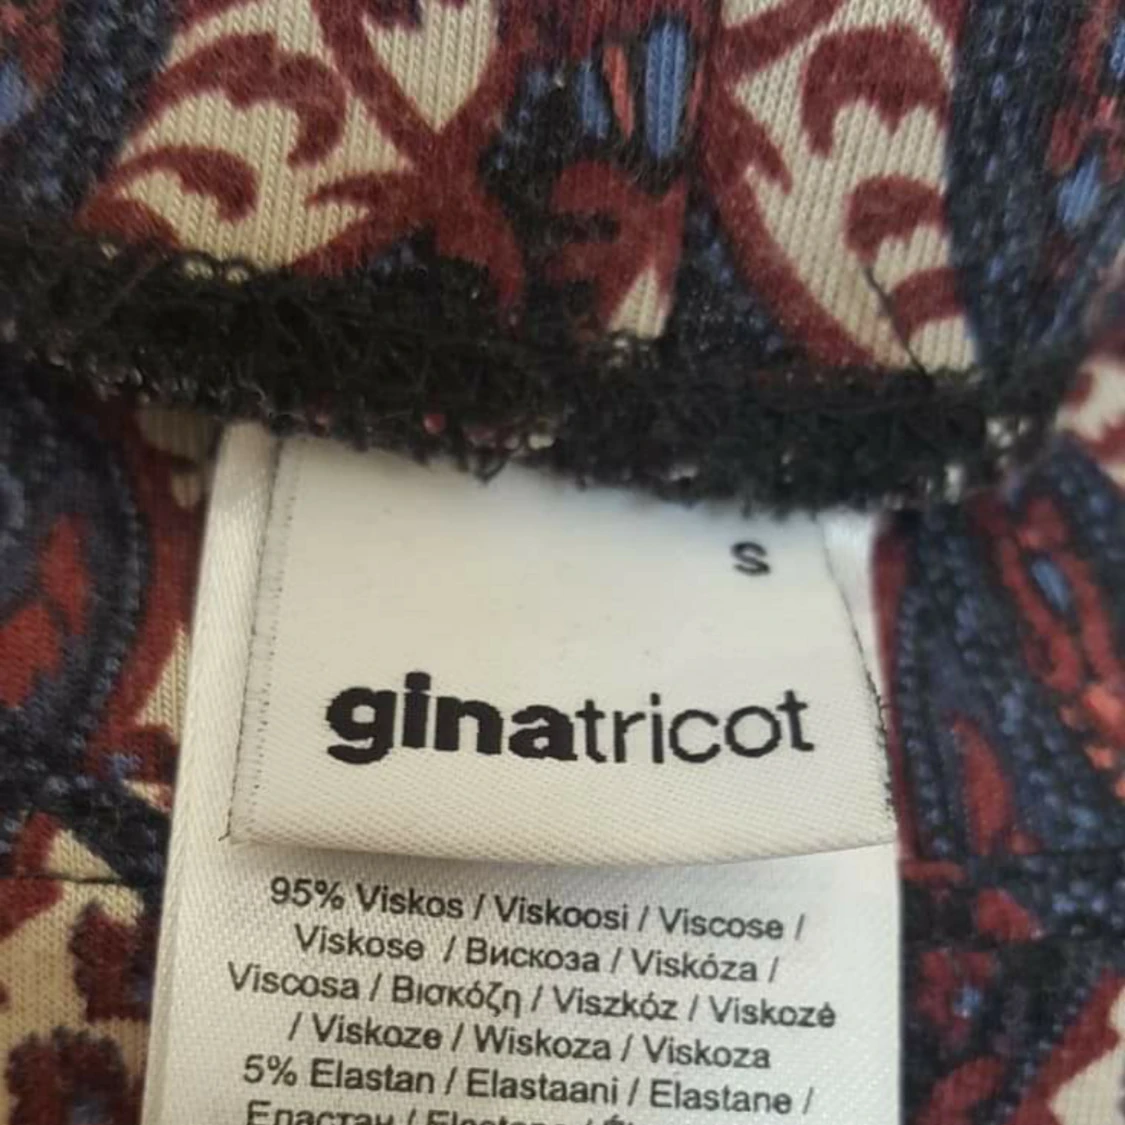 S
ginatricot
95% Viskos / Viskoosi / Viscose /
Viskose / Вискоза / Viskóza /
Viscosa / Βισκόζη / Viszkóz / Viskozė
/ Viskoze / Wiskoza / Viskoza
5% Elastan / Elastaani / Elastane /
Еластан /